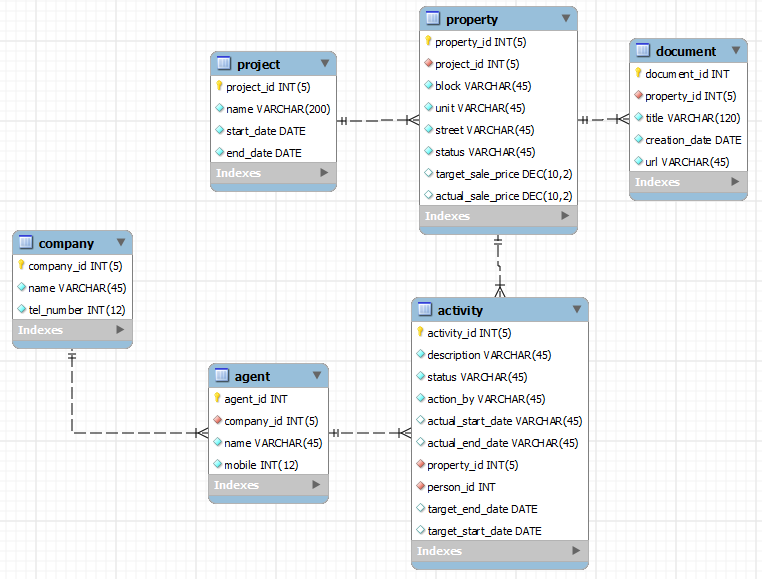 property
property_id INT(5)
project_id INT(5)
block VARCHAR(45)
unit VARCHAR(45)
street VARCHAR(45)
status VARCHAR(45)
target_sale_price DEC(10,2)
actual_sale_price DEC(10,2)
Indexes
project
project_id INT(5)
name VARCHAR(200)
start_date DATE
end_date DATE
Indexes
document
document_id INT
property_id INT(5)
title VARCHAR(120)
creation_date DATE
url VARCHAR(45)
Indexes
company
company_id INT(5)
name VARCHAR(45)
tel_number INT(12)
Indexes
agent
agent_id INT
company_id INT(5)
name VARCHAR(45)
mobile INT(12)
Indexes
activity
activity_id INT(5)
description VARCHAR(45)
status VARCHAR(45)
action_by VARCHAR(45)
actual_start_date VARCHAR(45)
actual_end_date VARCHAR(45)
property_id INT(5)
person_id INT
target_end_date DATE
target_start_date DATE
Indexes